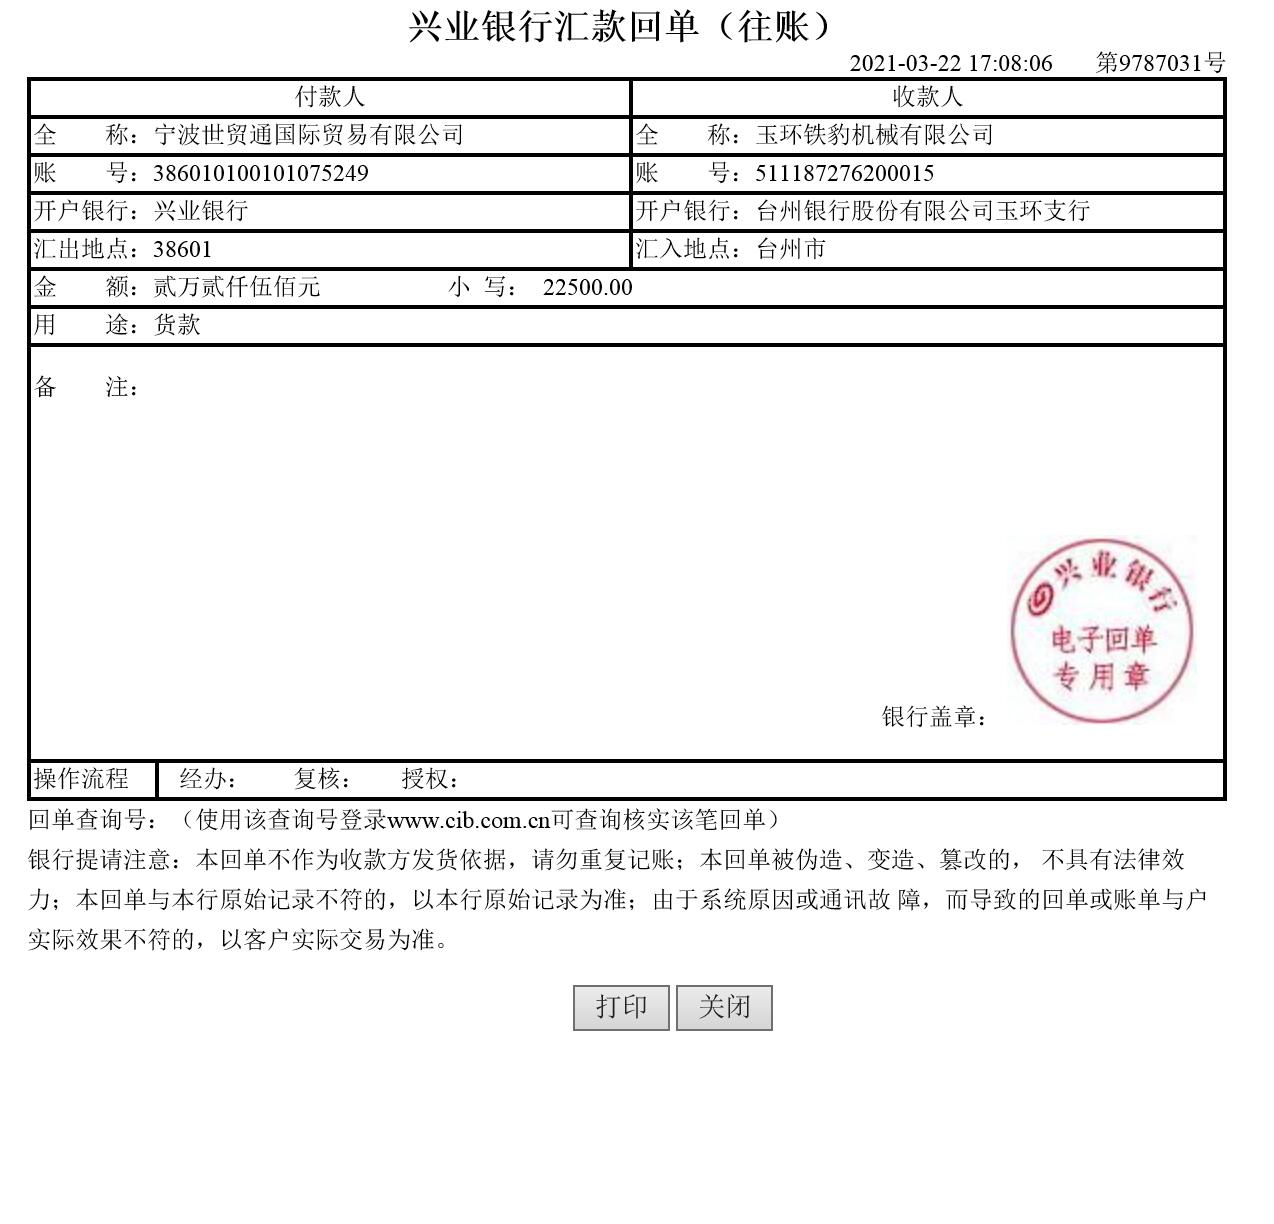 兴业银行汇款回单（往账）
2021-03-22 17:08:06 第9787031号
付款人 收款人
全 称：宁波世贸通国际贸易有限公司 全 称：玉环铁豹机械有限公司
账 号：386010100101075249 账 号：511187276200015
开户银行：兴业银行 开户银行：台州银行股份有限公司玉环支行
汇出地点：38601 汇入地点：台州市
金 额：贰万贰仟伍佰元 小 写： 22500.00
用 途：货款
备 注：
兴业银行
电子回单
专用章
银行盖章：
操作流程 经办： 复核： 授权：
回单查询号：（使用该查询号登录www.cib.com.cn可查询核实该笔回单）
银行提请注意：本回单不作为收款方发货依据，请勿重复记账；本回单被伪造、变造、篡改的， 不具有法律效
力；本回单与本行原始记录不符的，以本行原始记录为准；由于系统原因或通讯故 障，而导致的回单或账单与户
实际效果不符的，以客户实际交易为准。
打印 关闭